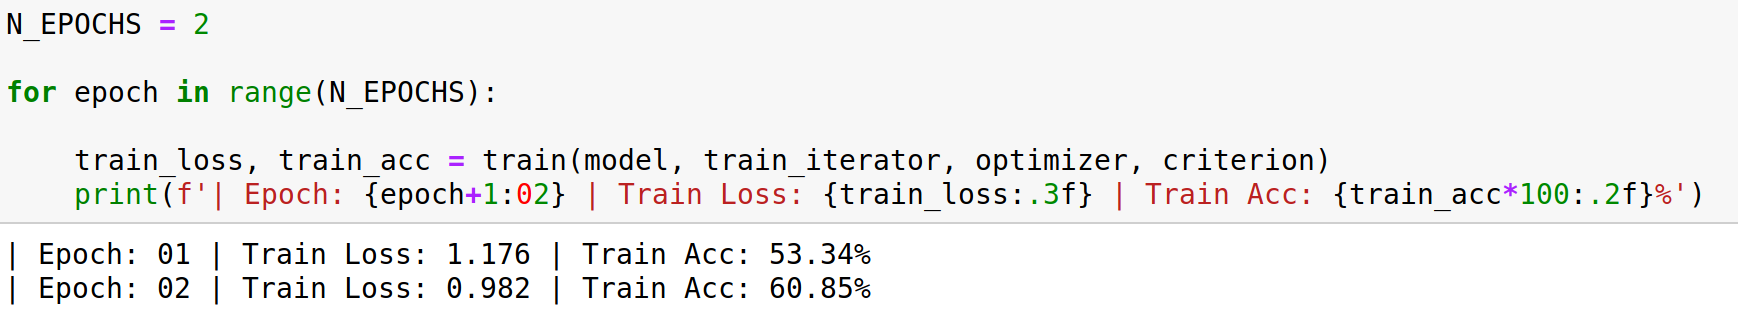 N_EPOCHS = 2
for epoch in range(N_EPOCHS):
    train_loss, train_acc = train(model, train_iterator, optimizer, criterion)
    print(f'| Epoch: {epoch+1:02} | Train Loss: {train_loss:.3f} | Train Acc: {train_acc*100:.2f}%')
| Epoch: 01 | Train Loss: 1.176 | Train Acc: 53.34%
| Epoch: 02 | Train Loss: 0.982 | Train Acc: 60.85%